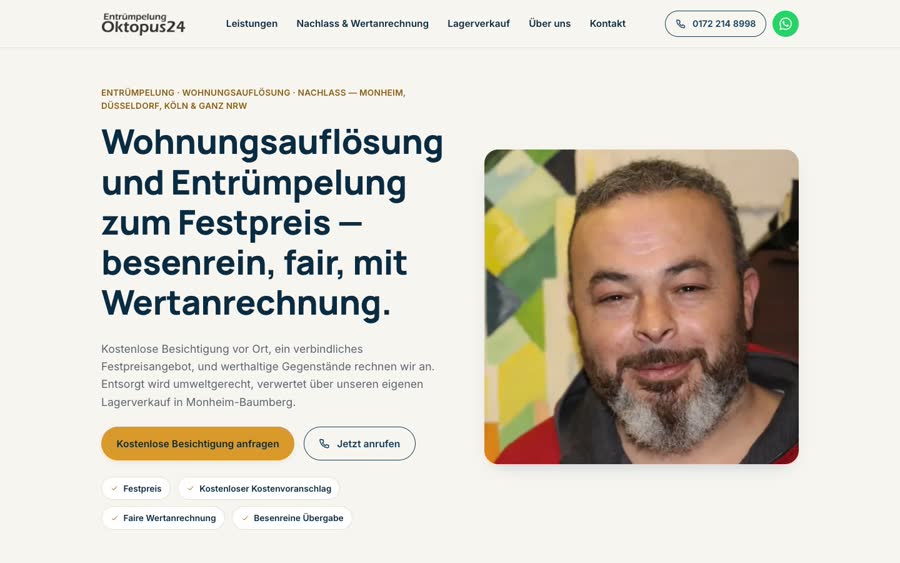 Entrümpelung
Oktopus24
Leistungen
Nachlass & Wertanrechnung
Lagerverkauf
Über uns
Kontakt
0172 214 8998
ENTRÜMPELUNG · WOHNUNGSAUFLÖSUNG · NACHLASS — MONHEIM,
DÜSSELDORF, KÖLN & GANZ NRW
Wohnungsauflösung
und Entrümpelung
zum Festpreis —
besenrein, fair, mit
Wertanrechnung.
Kostenlose Besichtigung vor Ort, ein verbindliches
Festpreisangebot, und werthaltige Gegenstände rechnen wir an.
Entsorgt wird umweltgerecht, verwertet über unseren eigenen
Lagerverkauf in Monheim-Baumberg.
Kostenlose Besichtigung anfragen
Jetzt anrufen
Festpreis
Kostenloser Kostenvoranschlag
Faire Wertanrechnung
Besenreine Übergabe